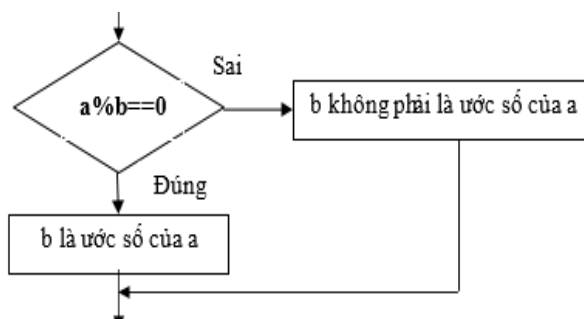 Sai
a%b==0
b không phải là ước số của a
Đúng
b là ước số của a